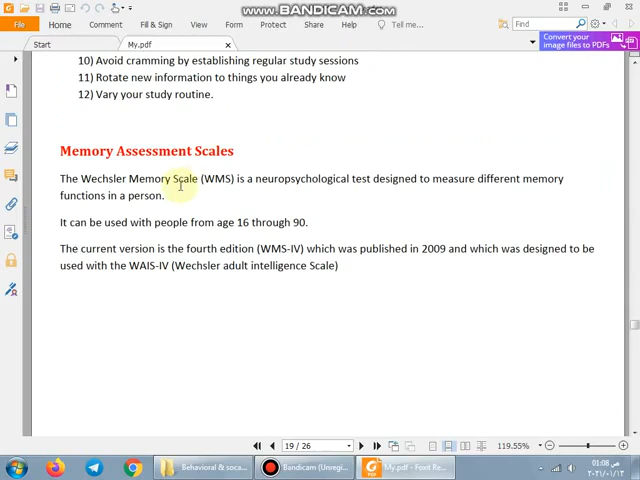 www.BANDICAM.com
File Home Comment View Form Protect Share Help Extras Tell me...
Find
Convert your
image files to PDFs
Start My.pdf
10) Avoid cramming by establishing regular study sessions
11) Rotate new information to things you already know
12) Vary your study routine.
Memory Assessment Scales
The Wechsler Memory Scale (WMS) is a neuropsychological test designed to measure different memory
functions in a person.
It can be used with people from age 16 through 90.
The current version is the fourth edition (WMS-IV) which was published in 2009 and which was designed to be
used with the WAIS-IV (Wechsler adult intelligence Scale)
19 / 26 119.55%
Behavioral & soca... Bandicam (Unregi... My.pdf - Foxit Re...
01:08 ص